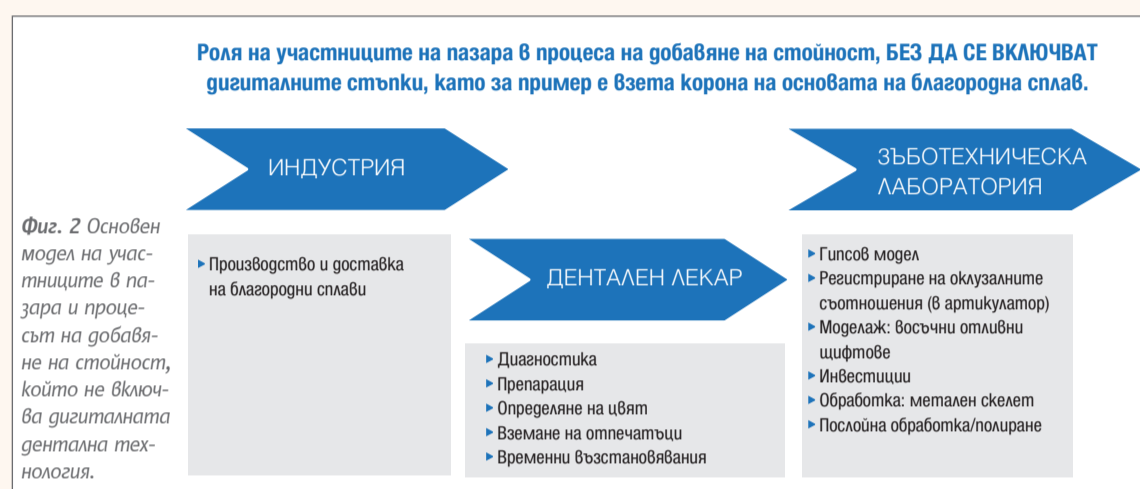 Роля на участниците на пазара в процеса на добавяне на стойност, БЕЗ ДА СЕ ВКЛЮЧВАТ
дигиталните стъпки, като за пример е взета корона на основата на благородна сплав.
Фиг. 2 Основен
модел на учас-
тниците в па-
зара и проце-
сът на добавя-
не на стойност,
който не включ-
ва дигиталната
дентална тех-
нология.
ИНДУСТРИЯ
▸ Производство и доставка
на благородни сплави
ДЕНТАЛЕН ЛЕКАР
▸ Диагностика
▸ Препарация
▸ Определяне на цвят
▸ Вземане на отпечатъци
▸ Временни възстановявания
ЗЪБОТЕХНИЧЕСКА
ЛАБОРАТОРИЯ
▸ Гипсов модел
▸ Регистриране на оклузалните
съотношения (в артикулатор)
▸ Моделаж: восъчни отливни
щифтове
▸ Инвестиции
▸ Обработка: метален скелет
▸ Послойна обработка/полиране